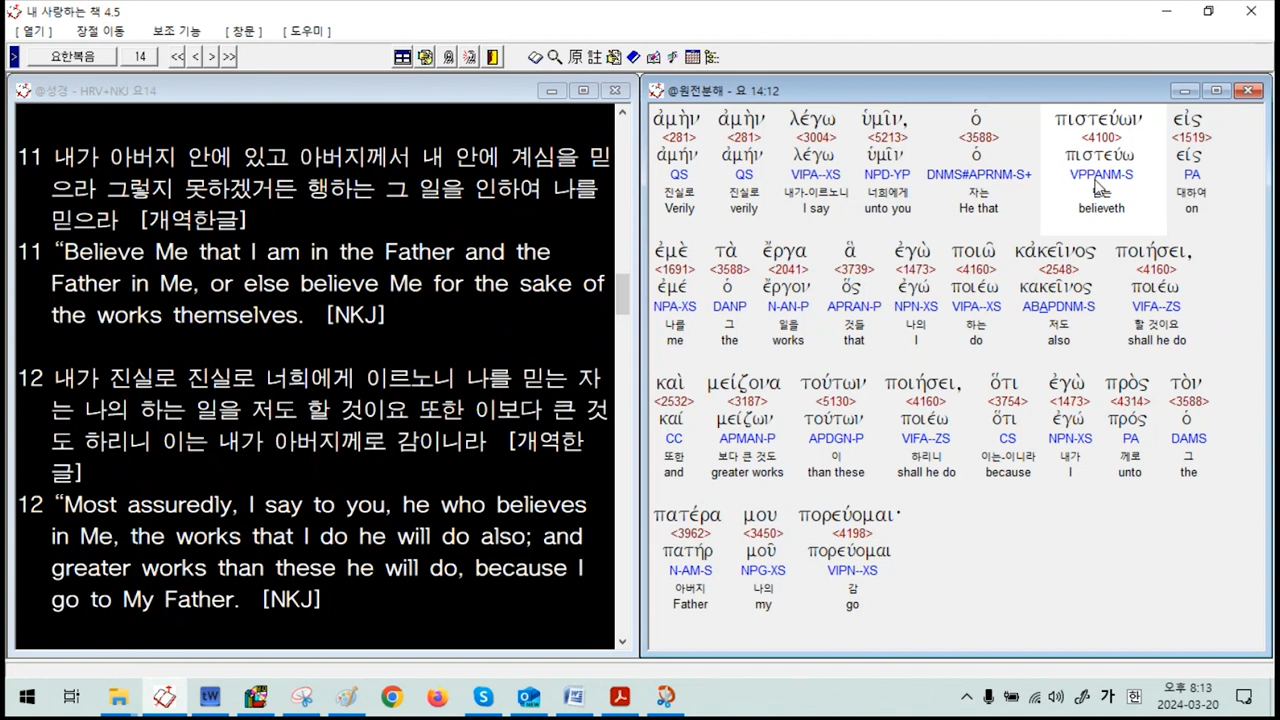 내 사랑하는 책 4.5
[ 열기 ] 장절 이동 보조 기능 [ 창문 ] [ 도우미 ]
> 요한복음 14 << < > >> 原 註
@성경 - HRV+NKJ 요14
11 내가 아버지 안에 있고 아버지께서 내 안에 계심을 믿
으라 그렇지 못하겠거든 행하는 그 일을 인하여 나를
믿으라 [개역한글]
11 “Believe Me that I am in the Father and the
Father in Me, or else believe Me for the sake of
the works themselves. [NKJ]
12 내가 진실로 진실로 너희에게 이르노니 나를 믿는 자
는 나의 하는 일을 저도 할 것이요 또한 이보다 큰 것
도 하리니 이는 내가 아버지께로 감이니라 [개역한
글]
12 “Most assuredly, I say to you, he who believes
in Me, the works that I do he will do also; and
greater works than these he will do, because I
go to My Father. [NKJ]
@원전분해 - 요 14:12
ἀμὴν ἀμὴν λέγω ὑμῖν, ὁ πιστεύων εἰς
<281> <281> <3004> <5213> <3588> <4100> <1519>
ἀμήν ἀμήν λέγω ὑμῖν ὁ πιστεύω εἰς
QS QS VIPA--XS NPD-YP DNMS#APRNM-S+ VPPANM-S PA
진실로 진실로 내가-이르노니 너희에게 자는 는 대하여
Verily verily I say unto you He that believeth on
ἐμὲ τὰ ἔργα ἃ ἐγὼ ποιῶ κἀκεῖνος ποιήσει,
<1691> <3588> <2041> <3739> <1473> <4160> <2548> <4160>
ἐμέ ὁ ἔργον ὅς ἐγώ ποιέω κακεῖνος ποιέω
NPA-XS DANP N-AN-P APRAN-P NPN-XS VIPA--XS ABAPDNM-S VIFA--ZS
나를 그 일을 것들 나의 하는 저도 할 것이요
me the works that I do also shall he do
καὶ μείζονα τούτων ποιήσει, ὅτι ἐγὼ πρὸς τὸν
<2532> <3187> <5130> <4160> <3754> <1473> <4314> <3588>
καί μείζων τούτων ποιέω ὅτι ἐγώ πρός ὁ
CC APMAN-P APDGN-P VIFA--ZS CS NPN-XS PA DAMS
또한 보다 큰 것도 이 하리니 이는-이니라 내가 께로 그
and greater works than these shall he do because I unto the
πατέρα μου πορεύομαι·
<3962> <3450> <4198>
πατήρ μοῦ πορεύομαι
N-AM-S NPG-XS VIPN--XS
아버지 나의 감
Father my go
가 한 오후 8:13
2024-03-20